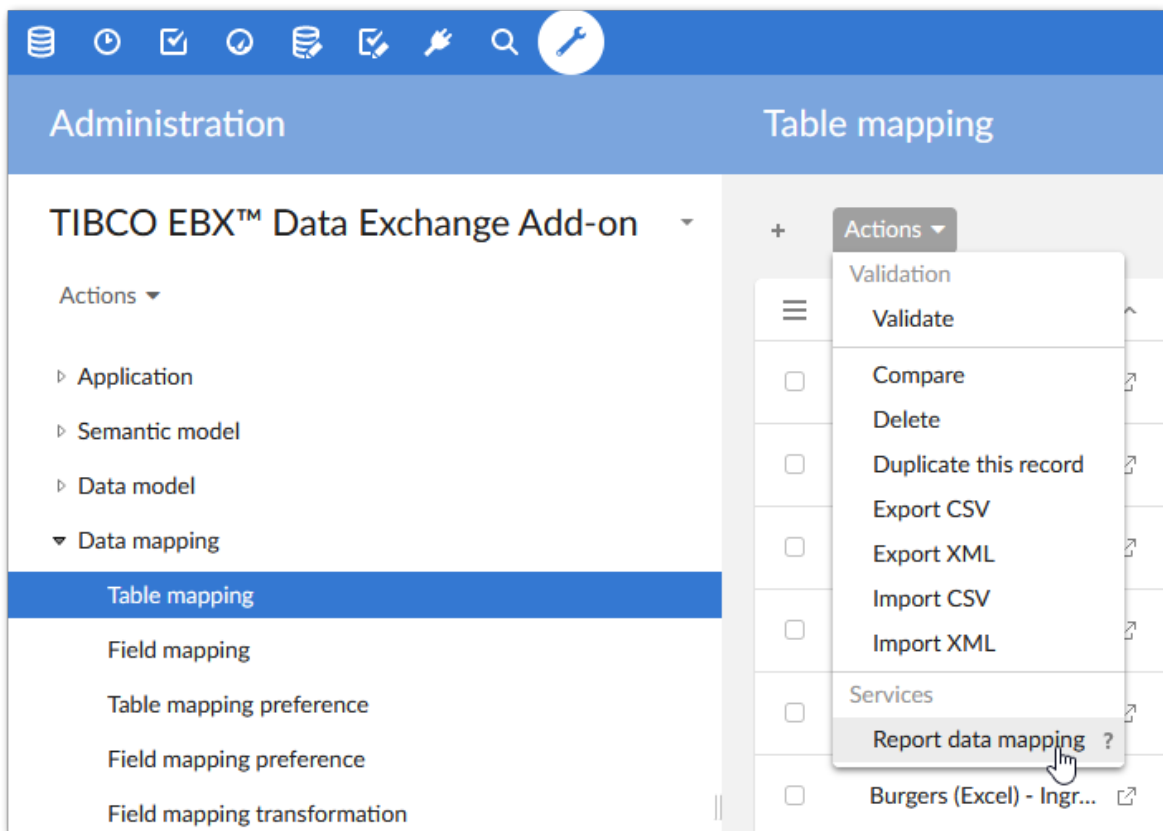 Administration
Table mapping
TIBCO EBX™ Data Exchange Add-on
Actions
Application
Semantic model
Data model
Data mapping
Table mapping
Field mapping
Table mapping preference
Field mapping preference
Field mapping transformation
+
Actions
Validation
Validate
Compare
Delete
Duplicate this record
Export CSV
Export XML
Import CSV
Import XML
Services
Report data mapping ?
Burgers (Excel) - Ingr...